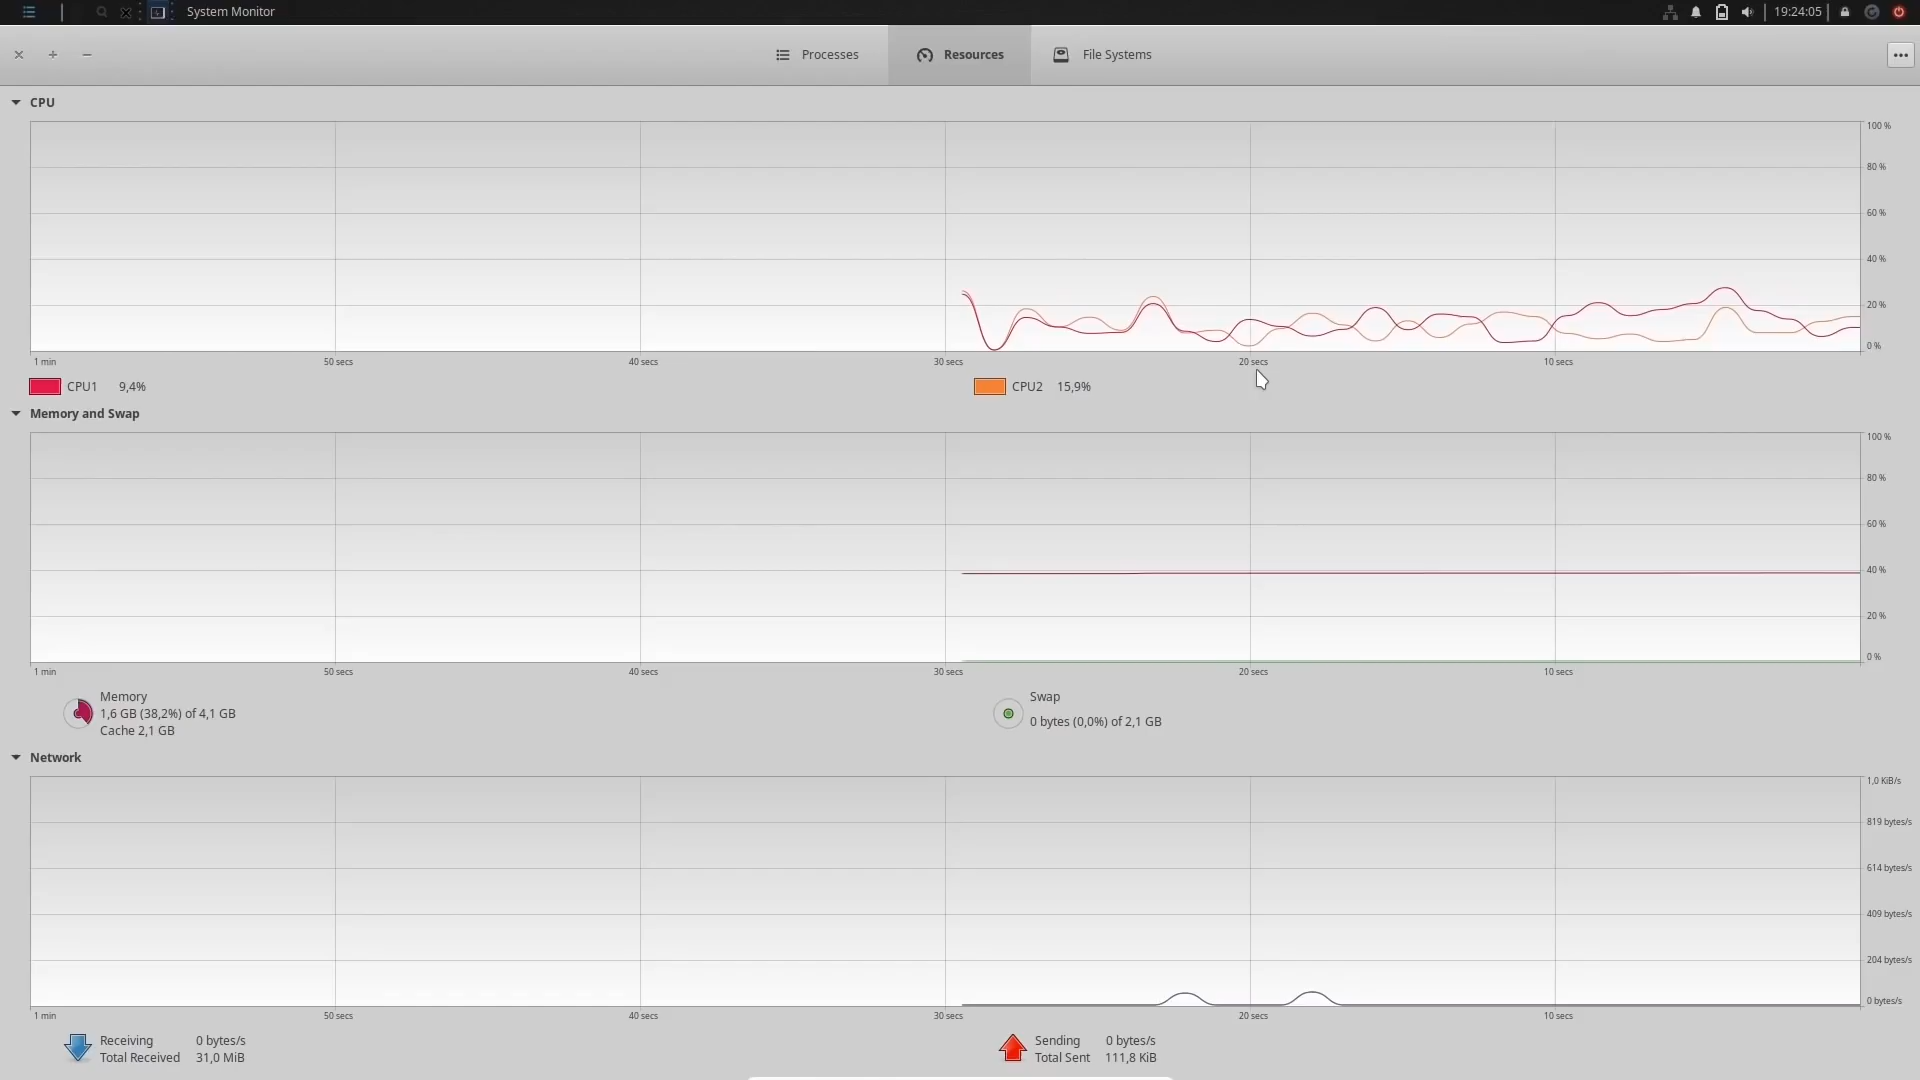 System Monitor
19:24:05
Processes
Resources
File Systems
CPU
100 %
80 %
60 %
40 %
20 %
0 %
1 min
50 secs
40 secs
30 secs
20 secs
10 secs
CPU1 9,4%
CPU2 15,9%
Memory and Swap
100 %
80 %
60 %
40 %
20 %
0 %
1 min
50 secs
40 secs
30 secs
20 secs
10 secs
Memory
1,6 GB (38,2%) of 4,1 GB
Cache 2,1 GB
Swap
0 bytes (0,0%) of 2,1 GB
Network
1,0 KiB/s
819 bytes/s
614 bytes/s
409 bytes/s
204 bytes/s
0 bytes/s
1 min
50 secs
40 secs
30 secs
20 secs
10 secs
Receiving 0 bytes/s
Total Received 31,0 MiB
Sending 0 bytes/s
Total Sent 111,8 KiB